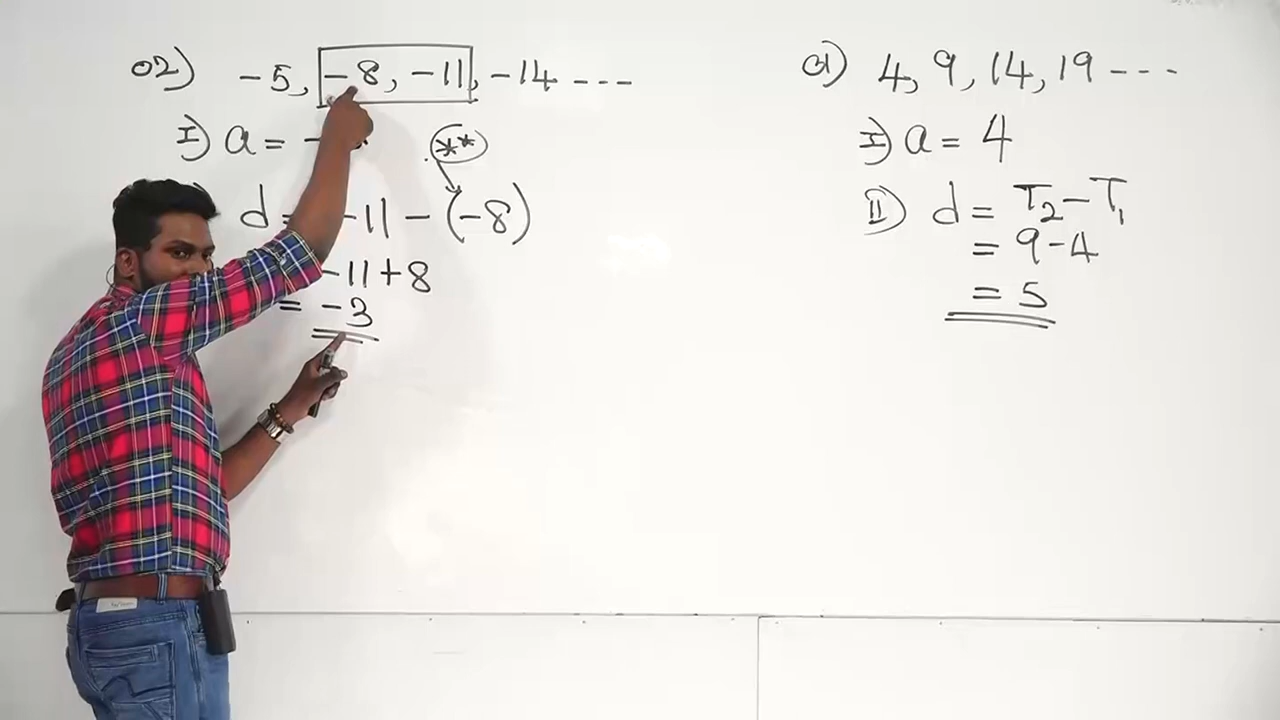 02) -5, -8, -11, -14 ---
I) a = -
**
d = -11 - (-8)
-11 + 8
= -3
01) 4, 9, 14, 19 ---
I) a = 4
II) d = T₂ - T₁
= 9 - 4
= 5